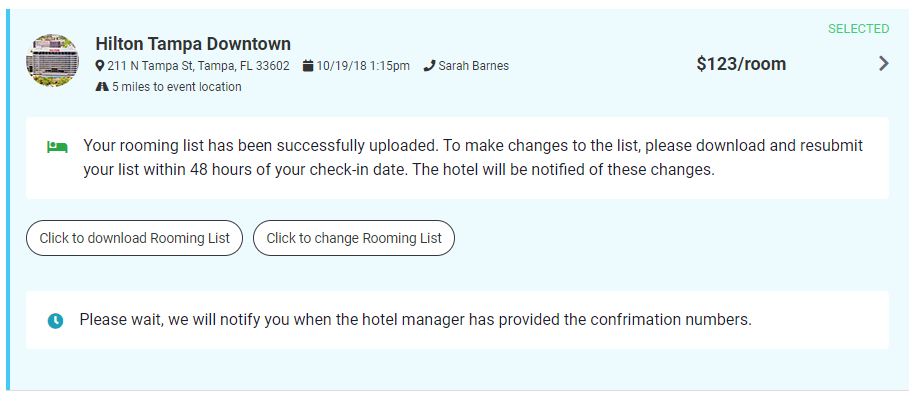 SELECTED
Hilton Tampa Downtown
211 N Tampa St, Tampa, FL 33602 10/19/18 1:15pm Sarah Barnes
$123/room
5 miles to event location
Your rooming list has been successfully uploaded. To make changes to the list, please download and resubmit
your list within 48 hours of your check-in date. The hotel will be notified of these changes.
Click to download Rooming List Click to change Rooming List
Please wait, we will notify you when the hotel manager has provided the confrimation numbers.